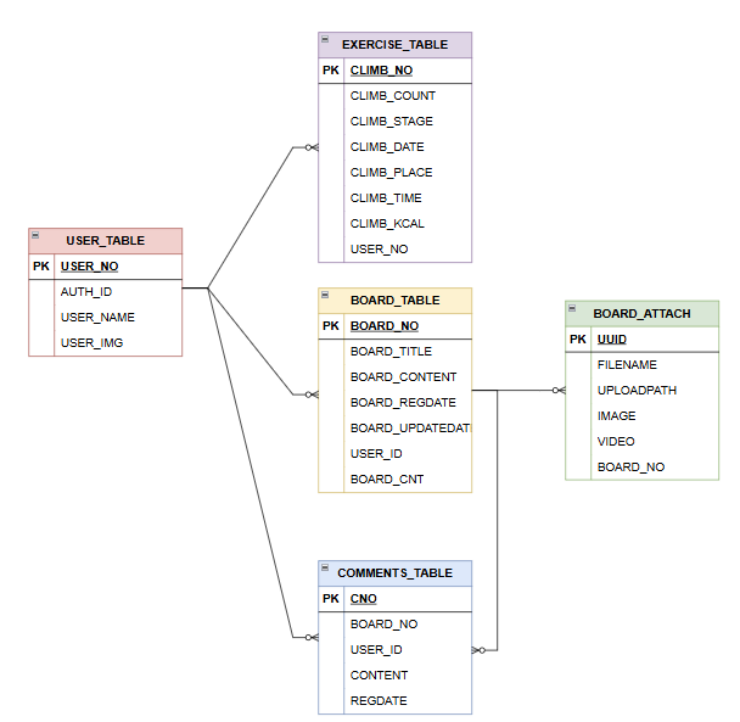 EXERCISE_TABLE
PK CLIMB_NO
CLIMB_COUNT
CLIMB_STAGE
CLIMB_DATE
CLIMB_PLACE
CLIMB_TIME
CLIMB_KCAL
USER_NO
USER_TABLE
PK USER_NO
AUTH_ID
USER_NAME
USER_IMG
BOARD_TABLE
PK BOARD_NO
BOARD_TITLE
BOARD_CONTENT
BOARD_REGDATE
BOARD_UPDATEDATI
USER_ID
BOARD_CNT
BOARD_ATTACH
PK UUID
FILENAME
UPLOADPATH
IMAGE
VIDEO
BOARD_NO
COMMENTS_TABLE
PK CNO
BOARD_NO
USER_ID
CONTENT
REGDATE